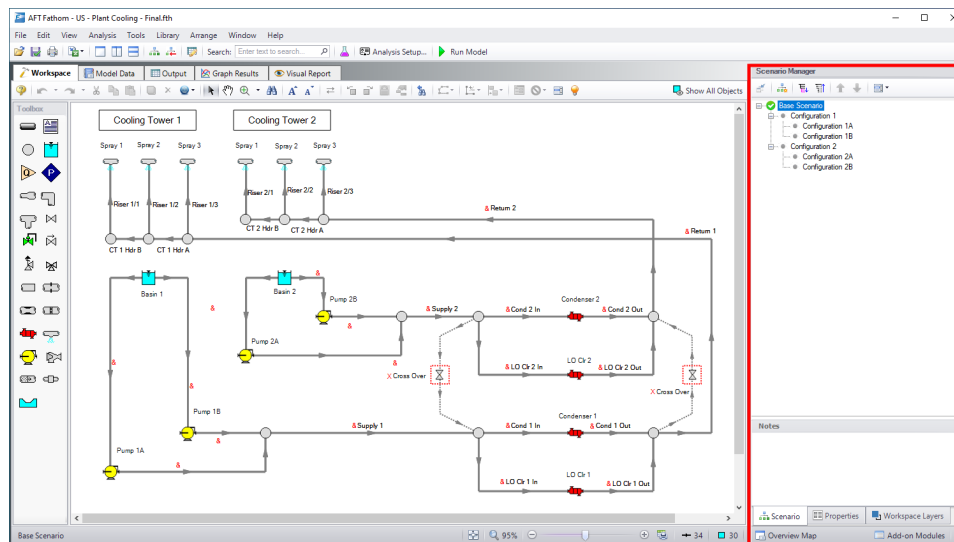 AFT Fathom - US - Plant Cooling - Final.fth
File Edit View Analysis Tools Library Arrange Window Help
Search: Enter text to search... Analysis Setup... Run Model
Workspace Model Data Output Graph Results Visual Report
Show All Objects
Toolbox
Cooling Tower 1 Cooling Tower 2
Spray 1 Spray 2 Spray 3 Spray 1 Spray 2 Spray 3
Riser 2/1 Riser 2/2 Riser 2/3
Riser 1/1 Riser 1/2 Riser 1/3
& Return 2
CT 2 Hdr B CT 2 Hdr A
& Return 1
CT 1 Hdr B CT 1 Hdr A
&
Basin 1 Basin 2
Pump 2B Condenser 2
& & & Supply 2 & Cond 2 In & Cond 2 Out
&
Pump 2A
& & & LO Clr 2
& LO Clr 2 In & LO Clr 2 Out
X Cross Over
X Cross Over
Pump 1B Condenser 1
& Supply 1 & Cond 1 In & Cond 1 Out
&
Pump 1A
& LO Clr 1
& LO Clr 1 In & LO Clr 1 Out
Scenario Manager
Base Scenario
Configuration 1
Configuration 1A
Configuration 1B
Configuration 2
Configuration 2A
Configuration 2B
Notes
Scenario Properties Workspace Layers
Base Scenario 95% 34 30 Overview Map Add-on Modules